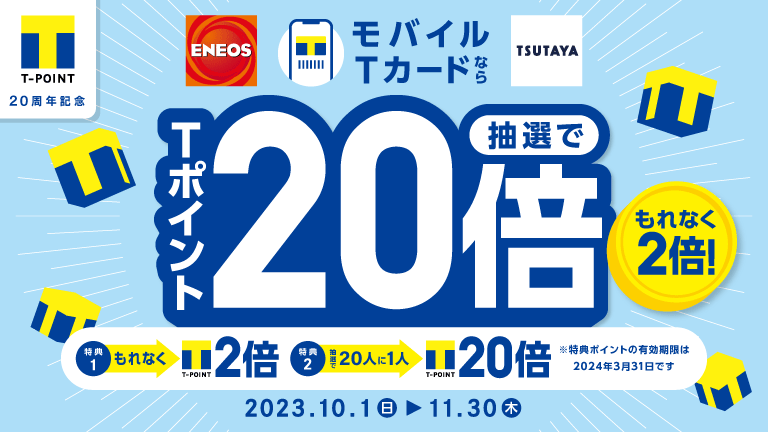 T-POINT
20周年記念
ENEOS
モバイル
Tカードなら
TSUTAYA
抽選で
Tポイント
20倍
もれなく
2倍!
特典1 もれなく T-POINT 2倍
特典2 抽選で 20人に1人 T-POINT 20倍
※特典ポイントの有効期限は
2024年3月31日です
2023.10.1日▶11.30木